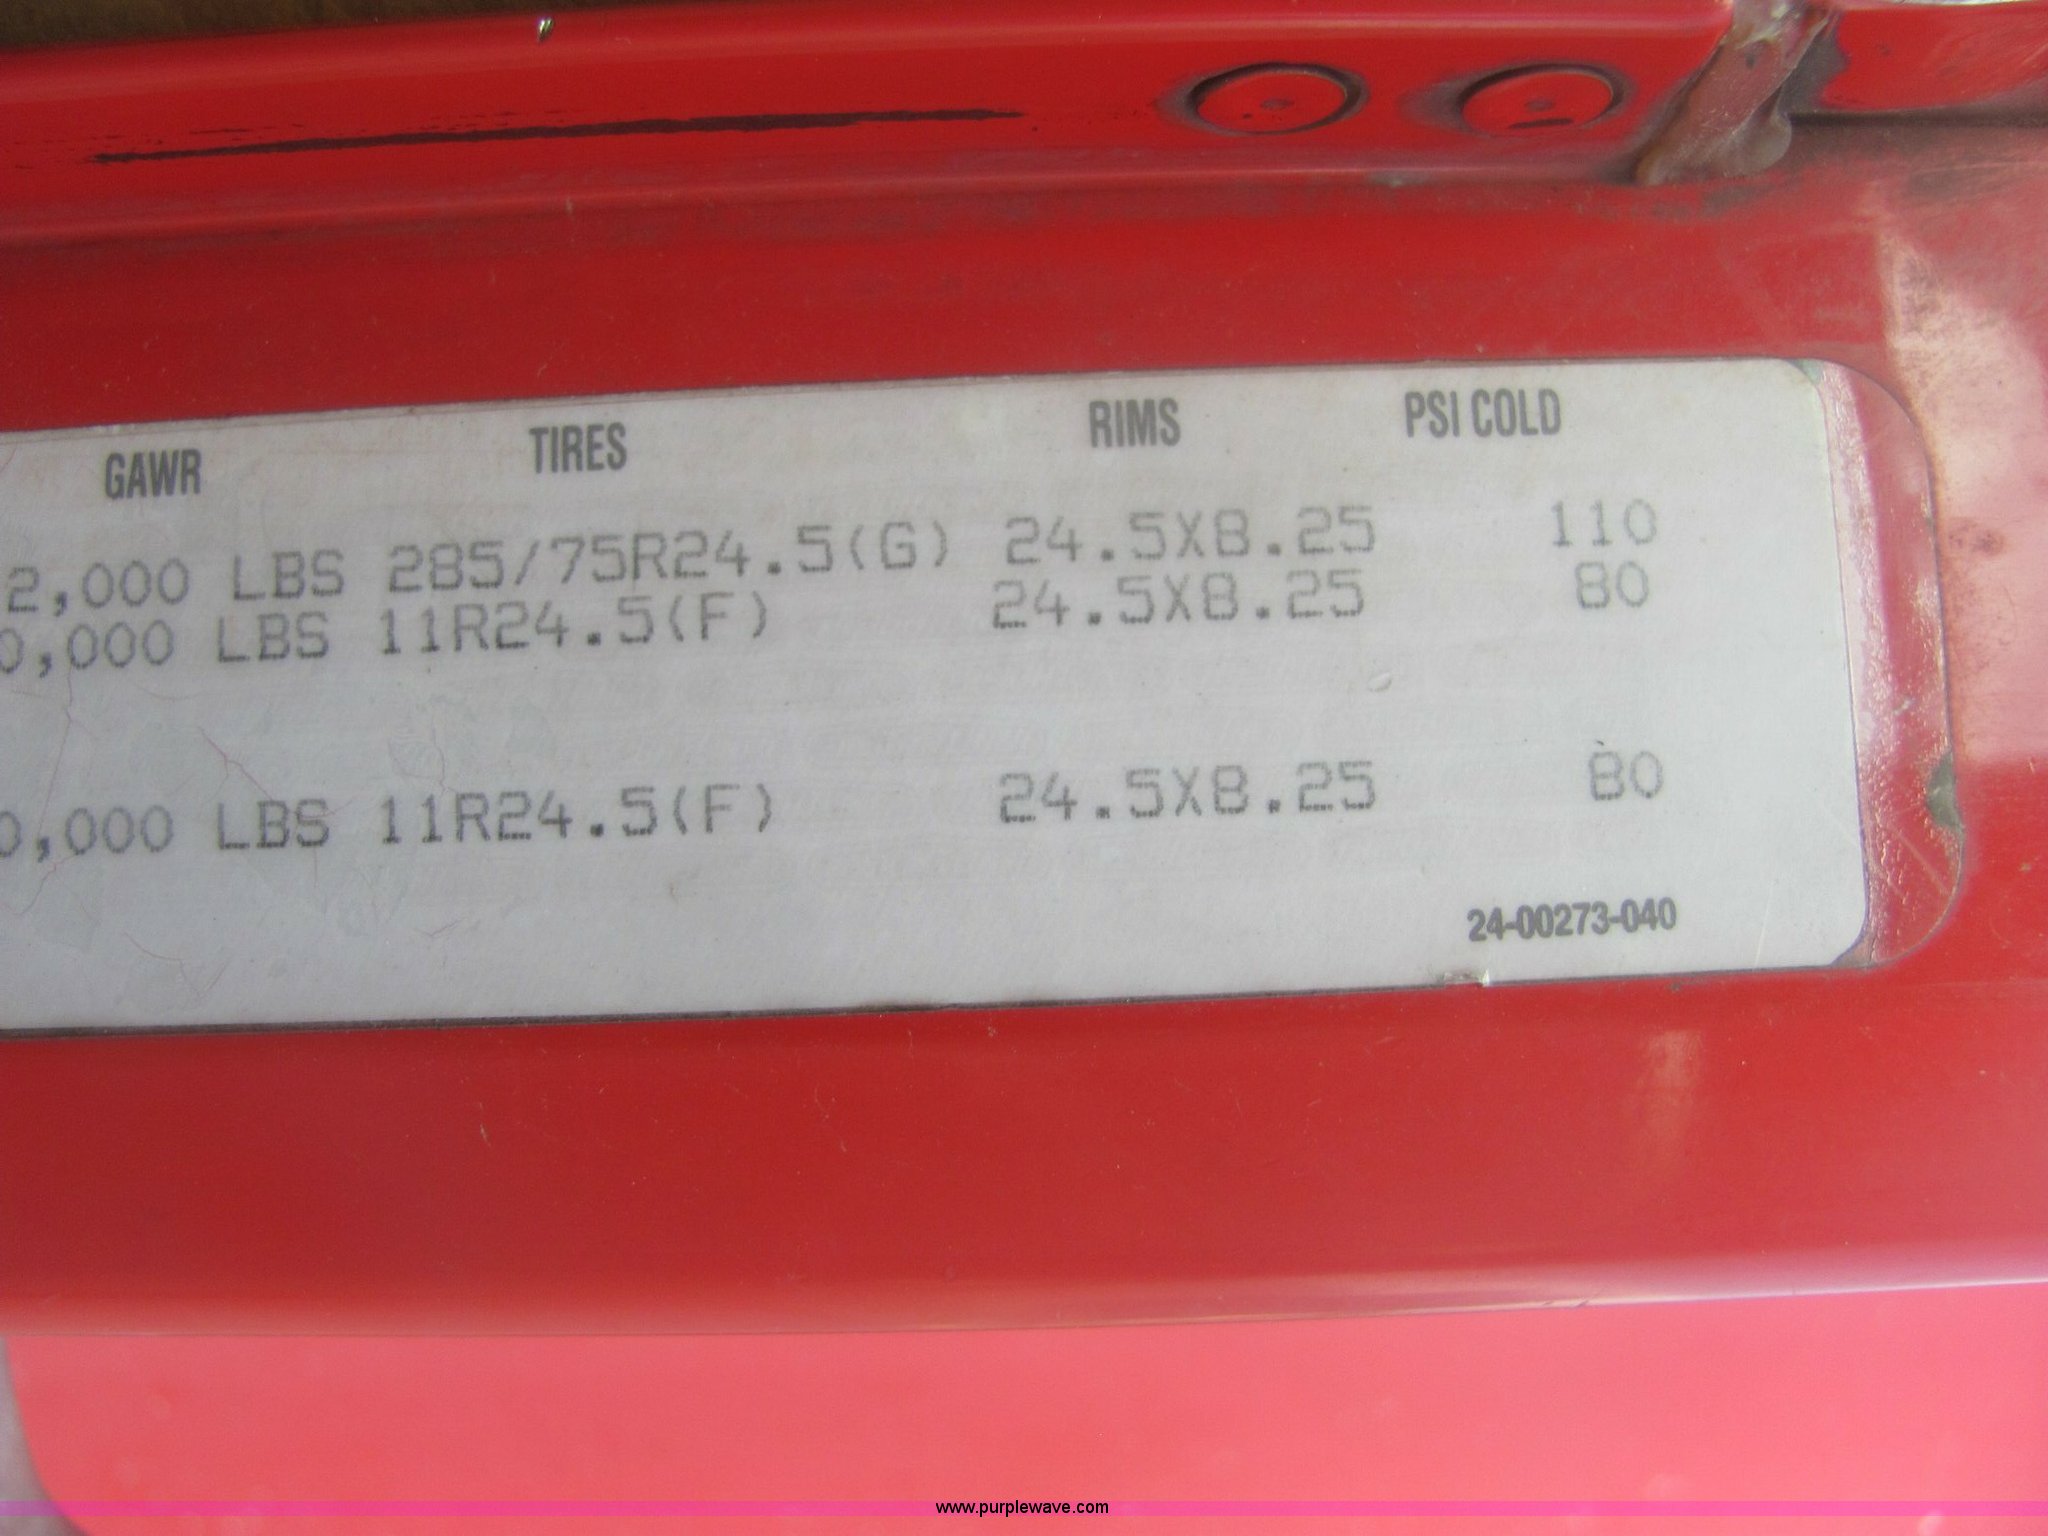 GAWR TIRES RIMS PSI COLD
2,000 LBS 285/75R24.5(G) 24.5X8.25 110
0,000 LBS 11R24.5(F) 24.5X8.25 80
0,000 LBS 11R24.5(F) 24.5X8.25 80
24-00273-040
www.purplewave.com